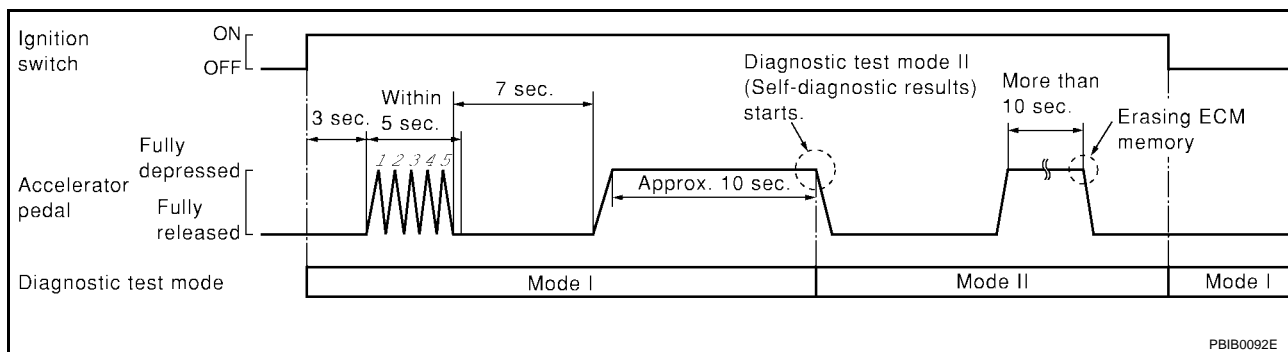 Ignition
switch
ON
OFF
3 sec.
Within
5 sec.
7 sec.
Diagnostic test mode II
(Self-diagnostic results)
starts.
More than
10 sec.
Erasing ECM
memory
Accelerator
pedal
Fully
depressed
Fully
released
1 2 3 4 5
Approx. 10 sec.
Diagnostic test mode
Mode I
Mode II
Mode I
PBIB0092E